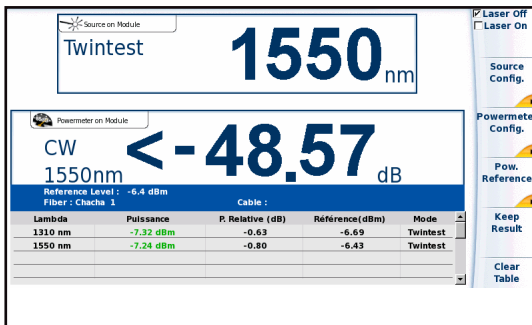 Source on Module
Twintest
1550 nm
Powermeter on Module
CW
1550nm
<-48.57 dB
Reference Level : -6.4 dBm
Fiber : Chacha 1 Cable :
Lambda Puissance P. Relative (dB) Référence(dBm) Mode
1310 nm -7.32 dBm -0.63 -6.69 Twintest
1550 nm -7.24 dBm -0.80 -6.43 Twintest
Laser Off
Laser On
Source
Config.
Powermete
Config.
Pow.
Reference
Keep
Result
Clear
Table